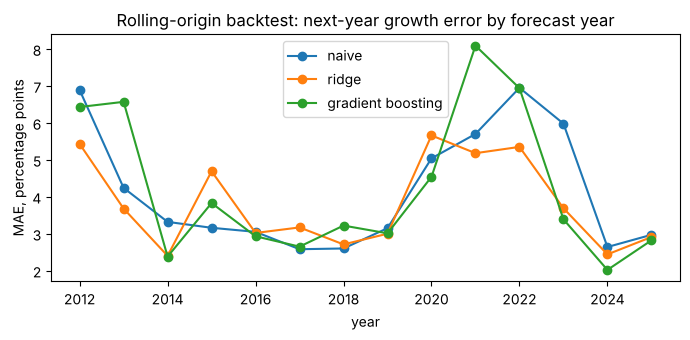 Rolling-origin backtest: next-year growth error by forecast year
naive
ridge
gradient boosting
MAE, percentage points
8
7
6
5
4
3
2
2012 2014 2016 2018 2020 2022 2024
year